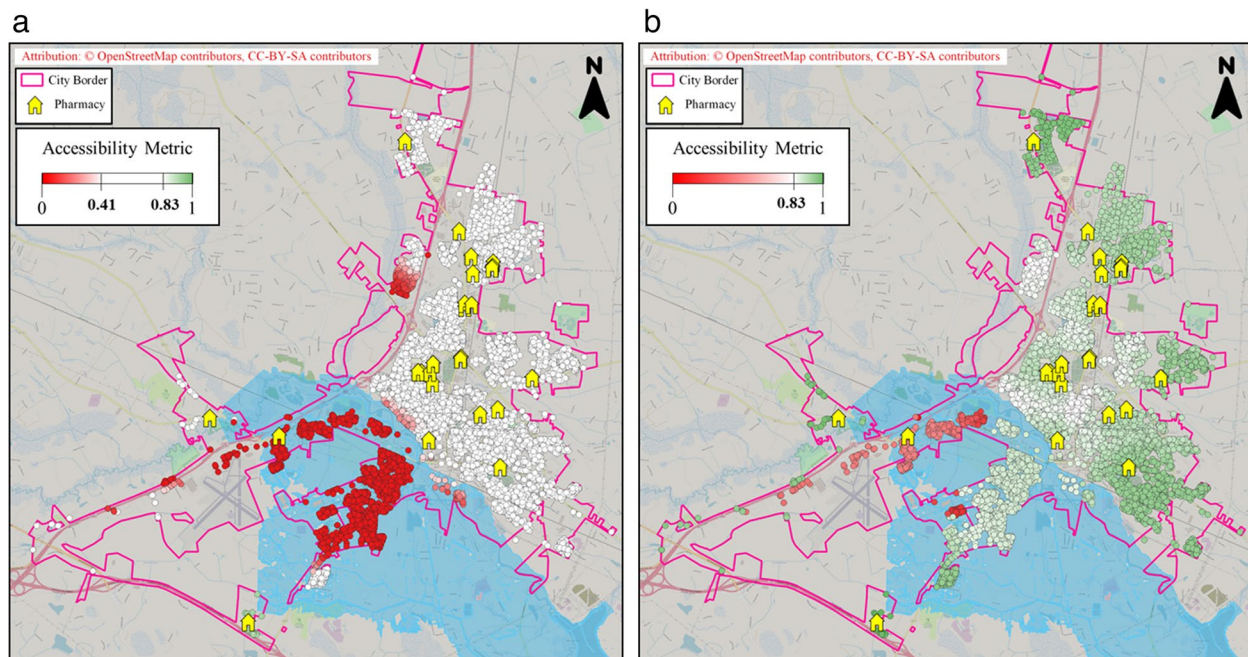 a
Attribution: © OpenStreetMap contributors, CC-BY-SA contributors
City Border
Pharmacy
N
Accessibility Metric
0
0.41
0.83
1
b
Attribution: © OpenStreetMap contributors, CC-BY-SA contributors
City Border
Pharmacy
N
Accessibility Metric
0
0.83
1